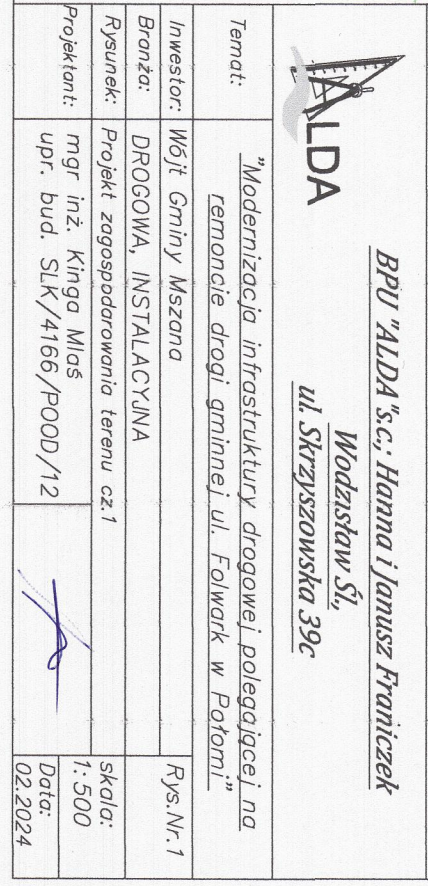 ALDA
BPU "ALDA"s.c.; Hanna i Janusz Frańiczek
Wodzisław Śl.,
ul. Skrzyszowska 39c
Temat:
"Modernizacja infrastruktury drogowej polegającej na
remoncie drogi gminnej ul. Folwark w Połomi"
Inwestor:
Wójt Gminy Mszana
Branża:
DROGOWA, INSTALACYJNA
Rys.Nr.1
Rysunek:
Projekt zagospodarowania terenu cz.1
skala:
1:500
Projektant:
mgr inż. Kinga Mlaś
upr. bud. SLK/4166/POOD/12
Data:
02.2024